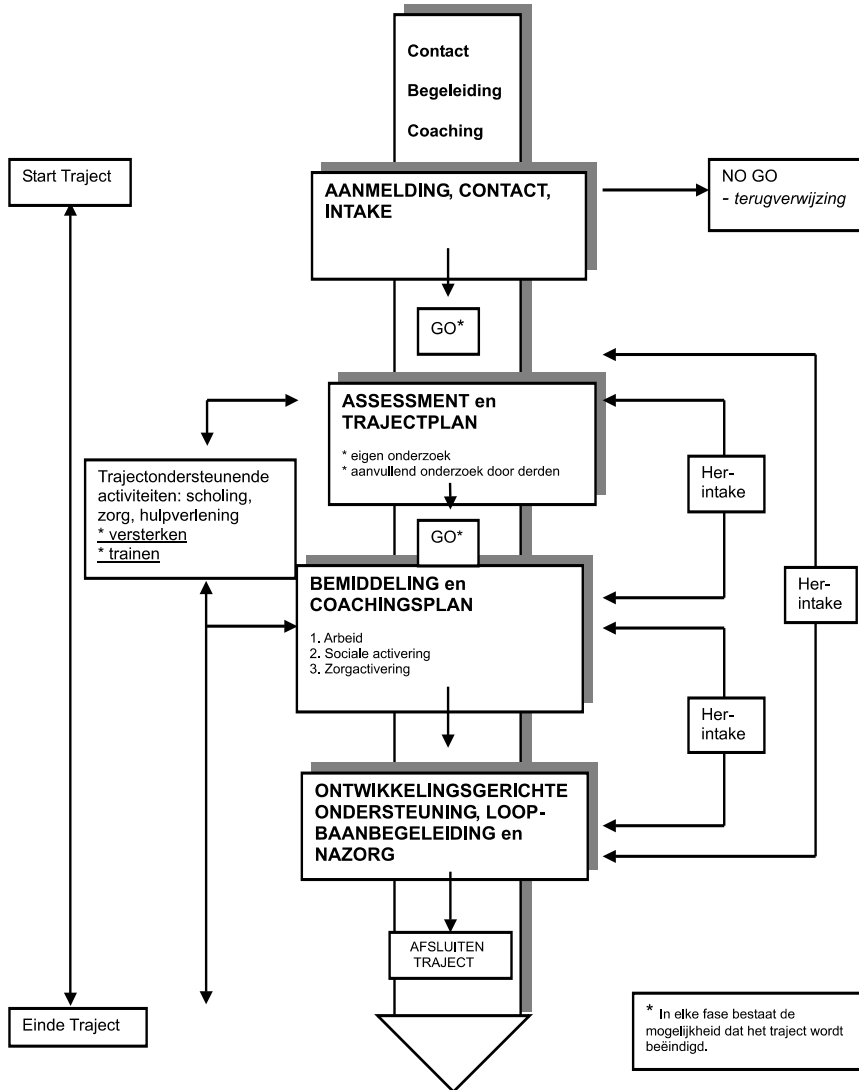 Contact
Begeleiding
Coaching
Start Traject
AANMELDING, CONTACT,
INTAKE
NO GO
- terugverwijzing
GO*
ASSESSMENT en
TRAJECTPLAN
* eigen onderzoek
* aanvullend onderzoek door derden
Trajectondersteunende
activiteiten: scholing,
zorg, hulpverlening
* versterken
* trainen
Her-
intake
GO*
BEMIDDELING en
COACHINGSPLAN
1. Arbeid
2. Sociale activering
3. Zorgactivering
Her-
intake
Her-
intake
ONTWIKKELINGSGERICHTE
ONDERSTEUNING, LOOP-
BAANBEGELEIDING en
NAZORG
AFSLUITEN
TRAJECT
Einde Traject
* In elke fase bestaat de
mogelijkheid dat het traject wordt
beëindigd.